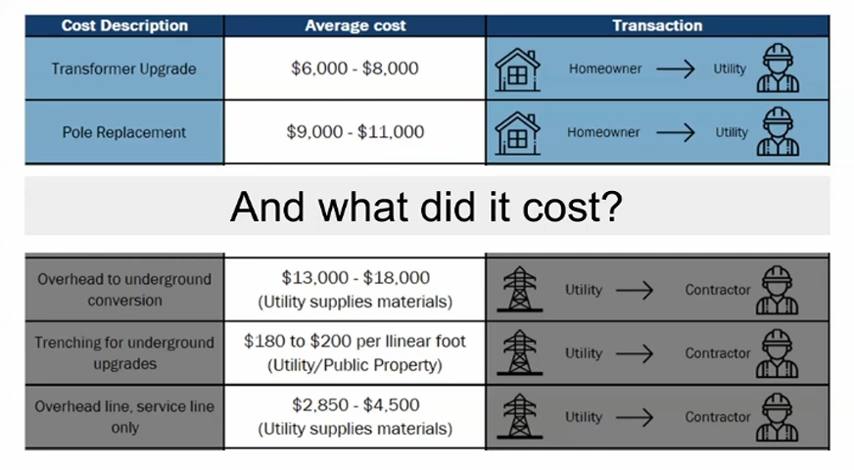 Cost Description Average cost Transaction
Transformer Upgrade $6,000 - $8,000 Homeowner → Utility
Pole Replacement $9,000 - $11,000 Homeowner → Utility
And what did it cost?
Overhead to underground
conversion
$13,000 - $18,000
(Utility supplies materials)
Utility → Contractor
Trenching for underground
upgrades
$180 to $200 per llinear foot
(Utility/Public Property)
Utility → Contractor
Overhead line, service line
only
$2,850 - $4,500
(Utility supplies materials)
Utility → Contractor